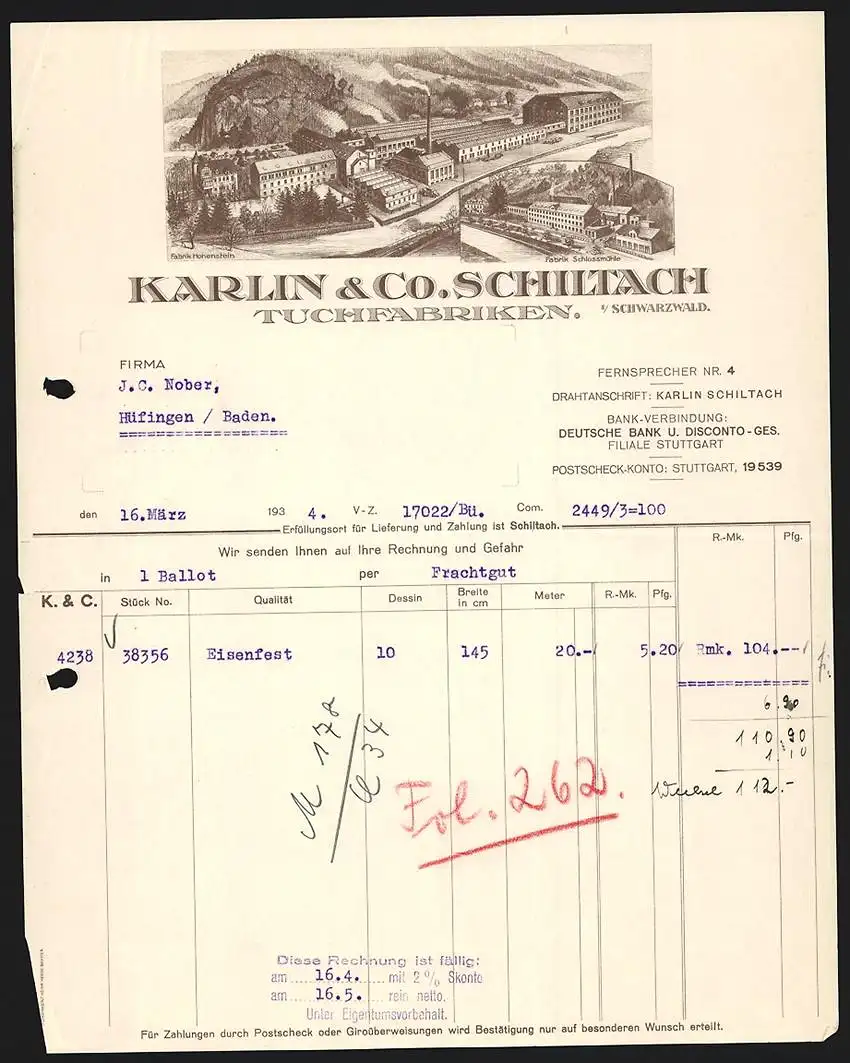 Fabrik Hohenstein
Fabrik Schlossmühle
KARLIN & CO. SCHILTACH
TUCHFABRIKEN. I/ SCHWARZWALD.
FIRMA
J.C. Nober,
Hüfingen / Baden.
FERNSPRECHER NR. 4
DRAHTANSCHRIFT: KARLIN SCHILTACH
BANK-VERBINDUNG:
DEUTSCHE BANK U. DISCONTO-GES.
FILIALE STUTTGART
POSTSCHECK-KONTO: STUTTGART, 19539
den 16.März 193 4. V-Z. 17022/Bü. Com. 2449/3=100
Erfüllungsort für Lieferung und Zahlung ist Schiltach.
Wir senden Ihnen auf Ihre Rechnung und Gefahr R.-Mk. Pfg.
in 1 Ballot per Frachtgut
K. & C. Stück No. Qualität Dessin Breite in cm Meter R.-Mk. Pfg.
4238 38356 Eisenfest 10 145 20.- 5.20 Rmk. 104.--
6.90
110.90
1.10
112.-
M 178
34
Fol. 262.
Diese Rechnung ist fällig:
am 16.4. mit 2% Skonto
am 16.5. rein netto.
Unter Eigentumsvorbehalt.
Für Zahlungen durch Postscheck oder Giroüberweisungen wird Bestätigung nur auf besonderen Wunsch erteilt.